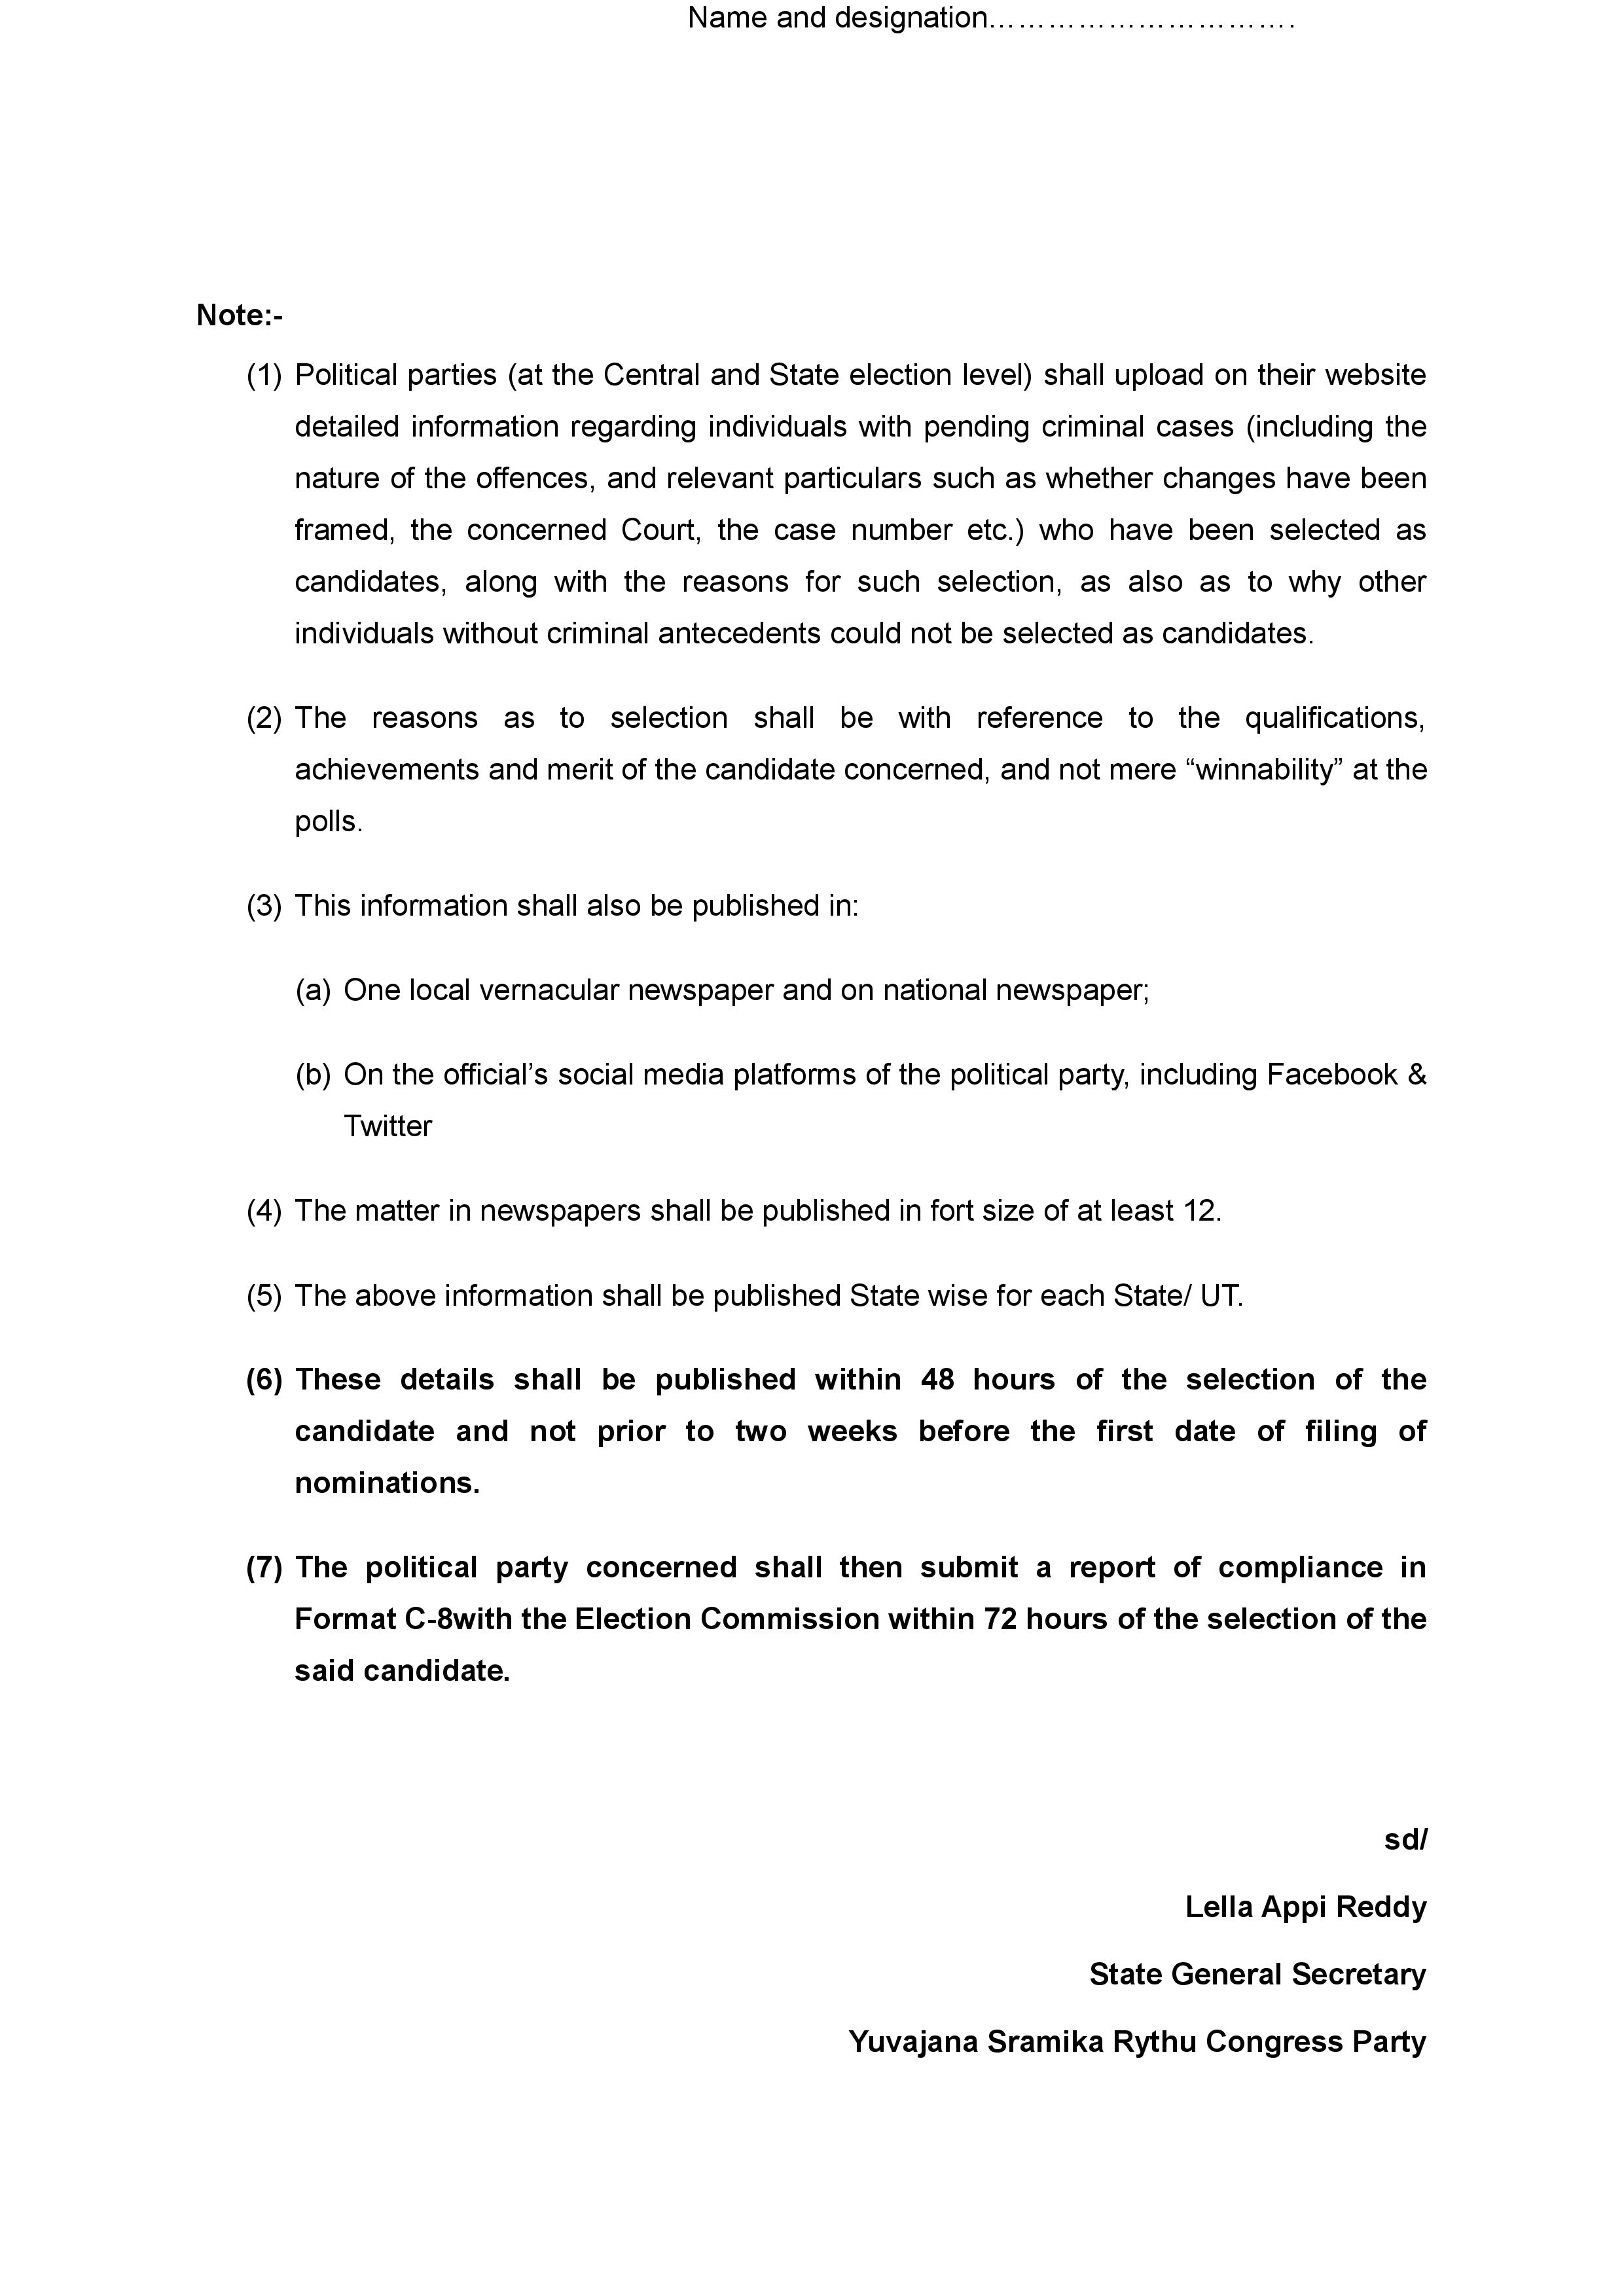 Name and designation………………………….
Note:-
(1) Political parties (at the Central and State election level) shall upload on their website
detailed information regarding individuals with pending criminal cases (including the
nature of the offences, and relevant particulars such as whether changes have been
framed, the concerned Court, the case number etc.) who have been selected as
candidates, along with the reasons for such selection, as also as to why other
individuals without criminal antecedents could not be selected as candidates.
(2) The reasons as to selection shall be with reference to the qualifications,
achievements and merit of the candidate concerned, and not mere “winnability” at the
polls.
(3) This information shall also be published in:
(a) One local vernacular newspaper and on national newspaper;
(b) On the official’s social media platforms of the political party, including Facebook &
Twitter
(4) The matter in newspapers shall be published in fort size of at least 12.
(5) The above information shall be published State wise for each State/ UT.
(6) These details shall be published within 48 hours of the selection of the
candidate and not prior to two weeks before the first date of filing of
nominations.
(7) The political party concerned shall then submit a report of compliance in
Format C-8with the Election Commission within 72 hours of the selection of the
said candidate.
sd/
Lella Appi Reddy
State General Secretary
Yuvajana Sramika Rythu Congress Party